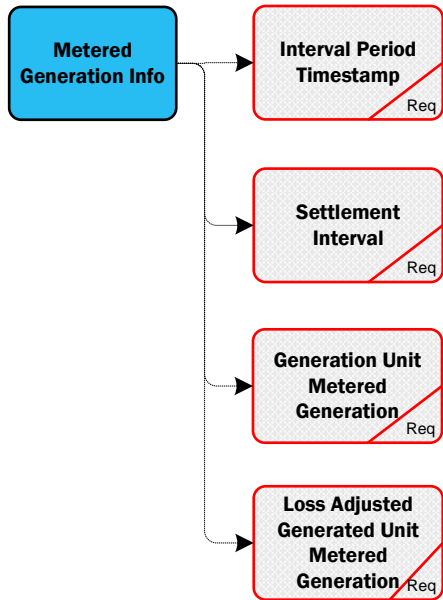 Metered
Generation Info
Interval Period
Timestamp
Req
Settlement
Interval
Req
Generation Unit
Metered
Generation
Req
Loss Adjusted
Generated Unit
Metered
Generation
Req